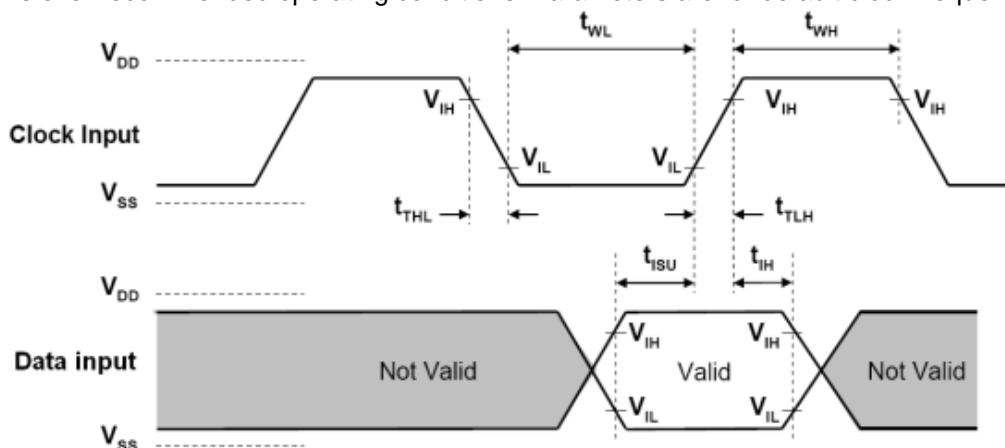 t_WL t_WH
V_DD
V_IH V_IH V_IH
Clock Input
V_IL V_IL
V_SS
t_THL t_TLH
t_ISU t_IH
V_DD
V_IH V_IH
Data input Not Valid Valid Not Valid
V_IL V_IL
V_SS